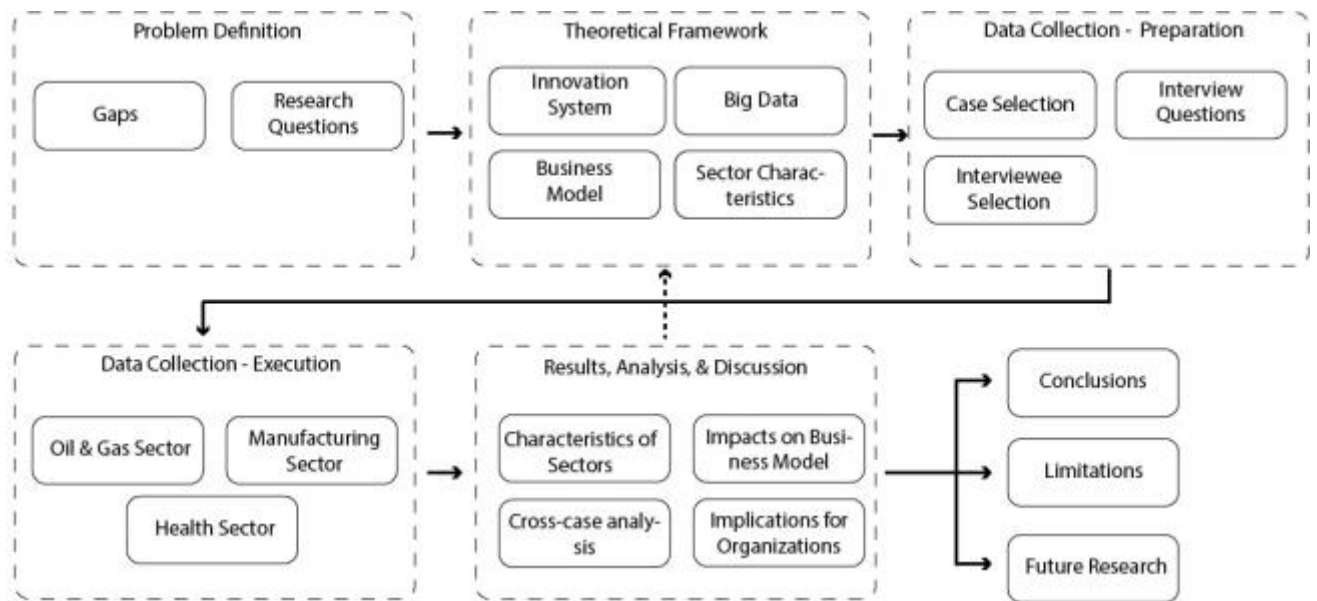 Problem Definition
Gaps
Research
Questions
Theoretical Framework
Innovation
System
Big Data
Business
Model
Sector Charac-
teristics
Data Collection - Preparation
Case Selection
Interview
Questions
Interviewee
Selection
Data Collection - Execution
Oil & Gas Sector
Manufacturing
Sector
Health Sector
Results, Analysis, & Discussion
Characteristics of
Sectors
Impacts on Busi-
ness Model
Cross-case analy-
sis
Implications for
Organizations
Conclusions
Limitations
Future Research